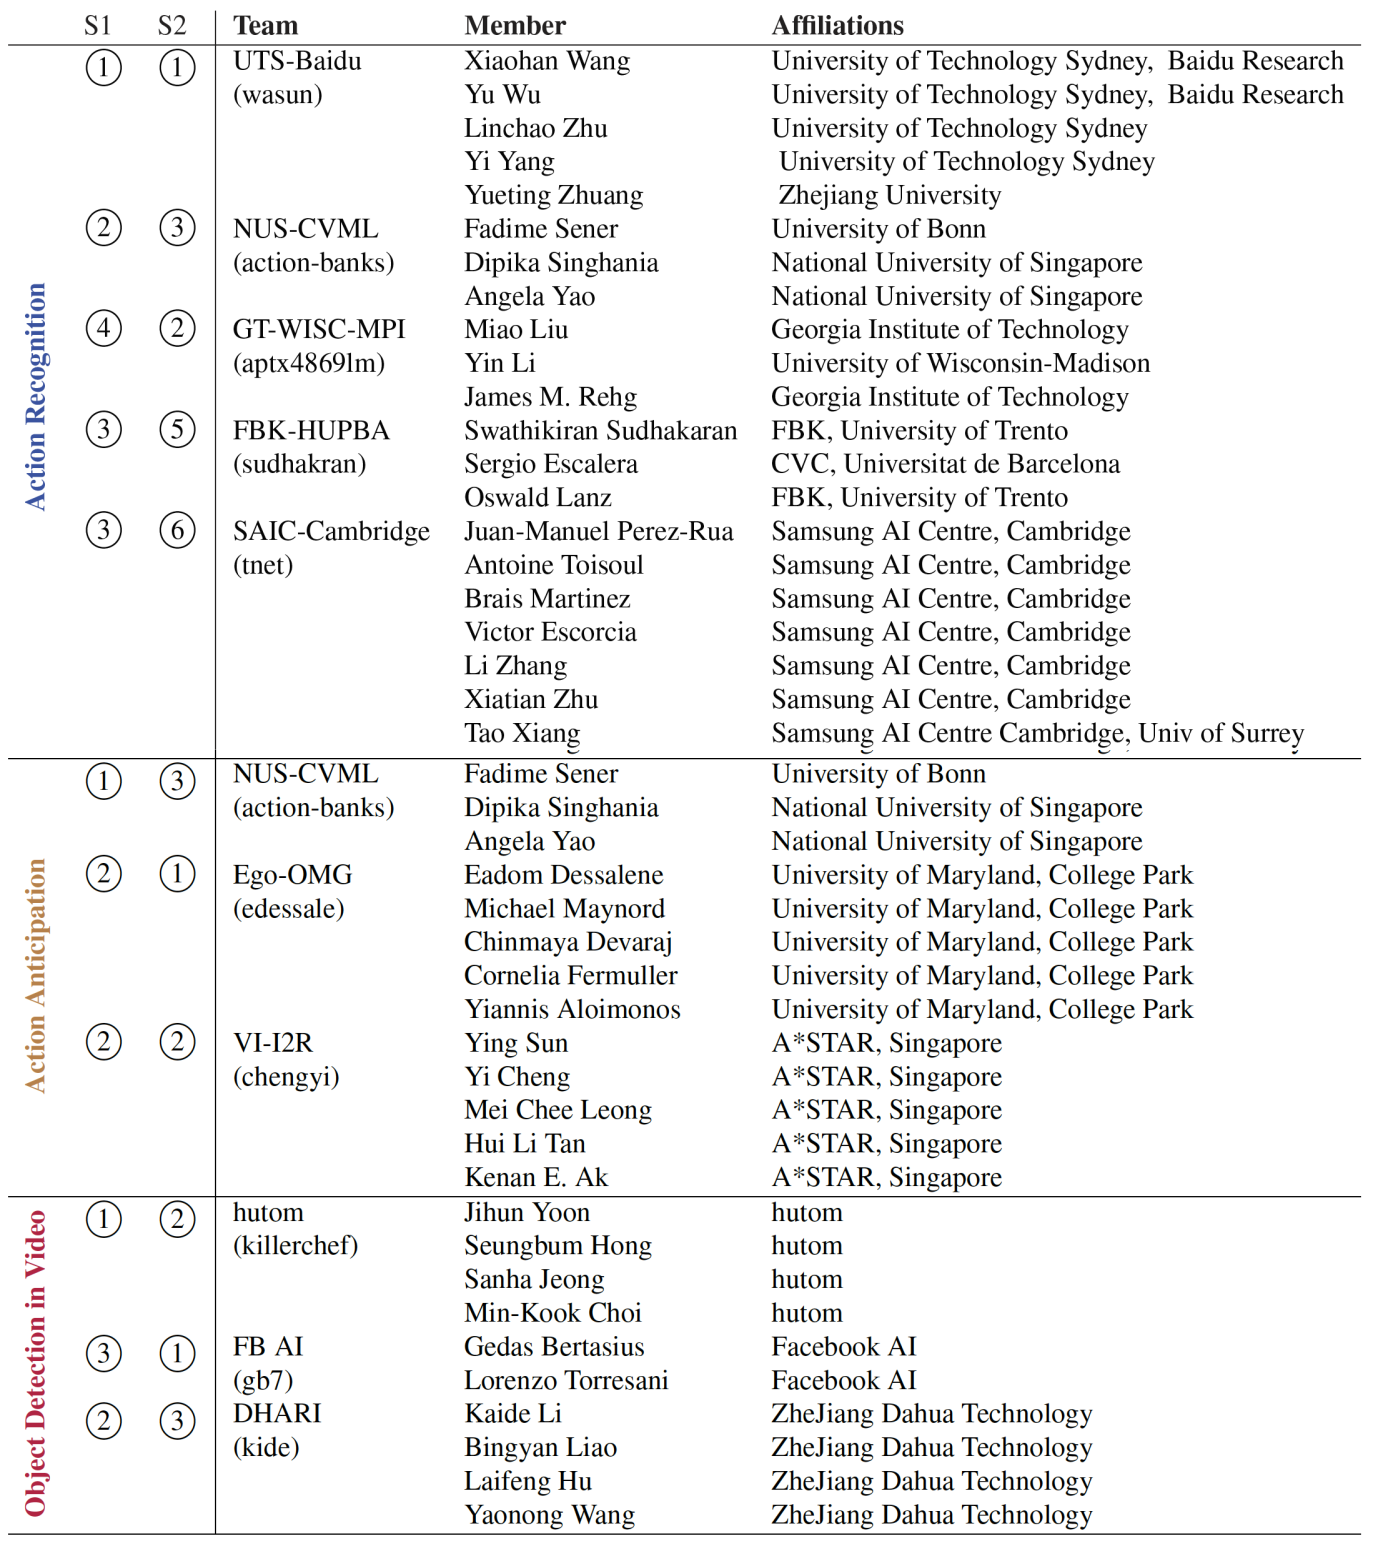 S1 S2 Team Member Affiliations
Action Recognition
1 1 UTS-Baidu Xiaohan Wang University of Technology Sydney, Baidu Research
(wasun) Yu Wu University of Technology Sydney, Baidu Research
Linchao Zhu University of Technology Sydney
Yi Yang University of Technology Sydney
Yueting Zhuang Zhejiang University
2 3 NUS-CVML Fadime Sener University of Bonn
(action-banks) Dipika Singhania National University of Singapore
Angela Yao National University of Singapore
4 2 GT-WISC-MPI Miao Liu Georgia Institute of Technology
(aptx4869lm) Yin Li University of Wisconsin-Madison
James M. Rehg Georgia Institute of Technology
3 5 FBK-HUPBA Swathikiran Sudhakaran FBK, University of Trento
(sudhakran) Sergio Escalera CVC, Universitat de Barcelona
Oswald Lanz FBK, University of Trento
3 6 SAIC-Cambridge Juan-Manuel Perez-Rua Samsung AI Centre, Cambridge
(tnet) Antoine Toisoul Samsung AI Centre, Cambridge
Brais Martinez Samsung AI Centre, Cambridge
Victor Escorcia Samsung AI Centre, Cambridge
Li Zhang Samsung AI Centre, Cambridge
Xiatian Zhu Samsung AI Centre, Cambridge
Tao Xiang Samsung AI Centre Cambridge, Univ of Surrey
Action Anticipation
1 3 NUS-CVML Fadime Sener University of Bonn
(action-banks) Dipika Singhania National University of Singapore
Angela Yao National University of Singapore
2 1 Ego-OMG Eadom Dessalene University of Maryland, College Park
(edessale) Michael Maynord University of Maryland, College Park
Chinmaya Devaraj University of Maryland, College Park
Cornelia Fermuller University of Maryland, College Park
Yiannis Aloimonos University of Maryland, College Park
2 2 VI-I2R Ying Sun A*STAR, Singapore
(chengyi) Yi Cheng A*STAR, Singapore
Mei Chee Leong A*STAR, Singapore
Hui Li Tan A*STAR, Singapore
Kenan E. Ak A*STAR, Singapore
Object Detection in Video
1 2 hutom Jihun Yoon hutom
(killerchef) Seungbum Hong hutom
Sanha Jeong hutom
Min-Kook Choi hutom
3 1 FB AI Gedas Bertasius Facebook AI
(gb7) Lorenzo Torresani Facebook AI
2 3 DHARI Kaide Li ZheJiang Dahua Technology
(kide) Bingyan Liao ZheJiang Dahua Technology
Laifeng Hu ZheJiang Dahua Technology
Yaonong Wang ZheJiang Dahua Technology